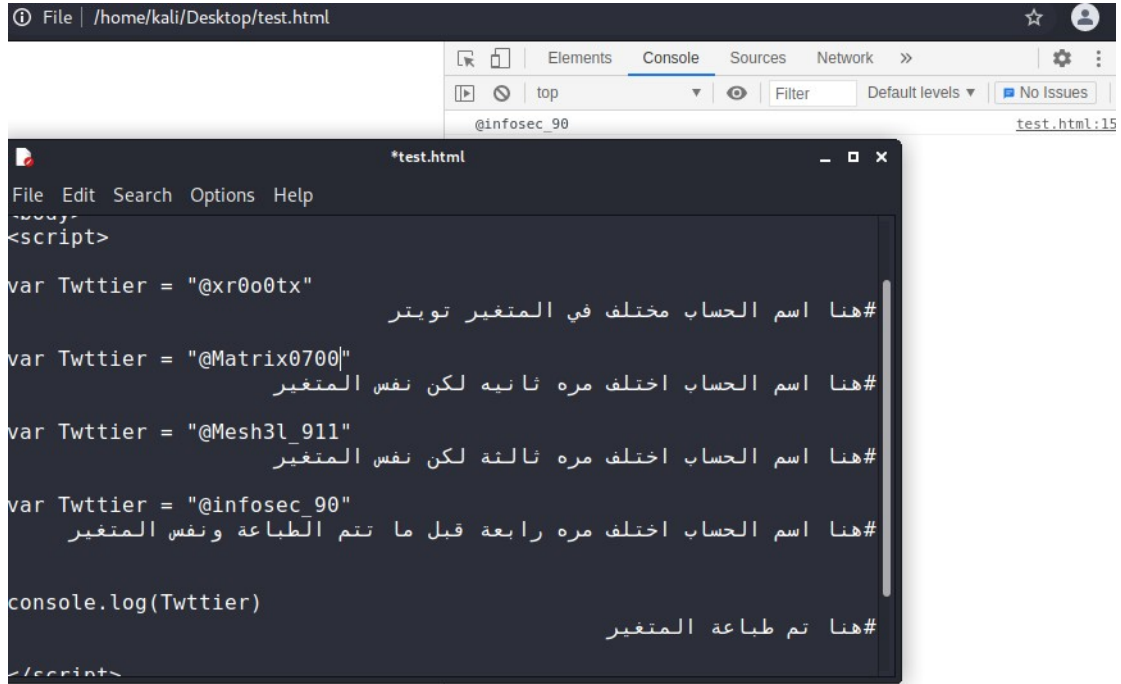 File | /home/kali/Desktop/test.html
Elements Console Sources Network »
top Filter Default levels ▼ No Issues
@infosec_90 test.html:15
*test.html
File Edit Search Options Help
<body>
<script>
var Twttier = "@xr0o0tx"
#هنا اسم الحساب مختلف في المتغير تويتر
var Twttier = "@Matrix0700"
#هنا اسم الحساب اختلف مره ثانيه لكن نفس المتغير
var Twttier = "@Mesh3l_911"
#هنا اسم الحساب اختلف مره ثالثة لكن نفس المتغير
var Twttier = "@infosec_90"
#هنا اسم الحساب اختلف مره رابعة قبل ما تتم الطباعة ونفس المتغير
console.log(Twttier)
#هنا تم طباعة المتغير
</script>